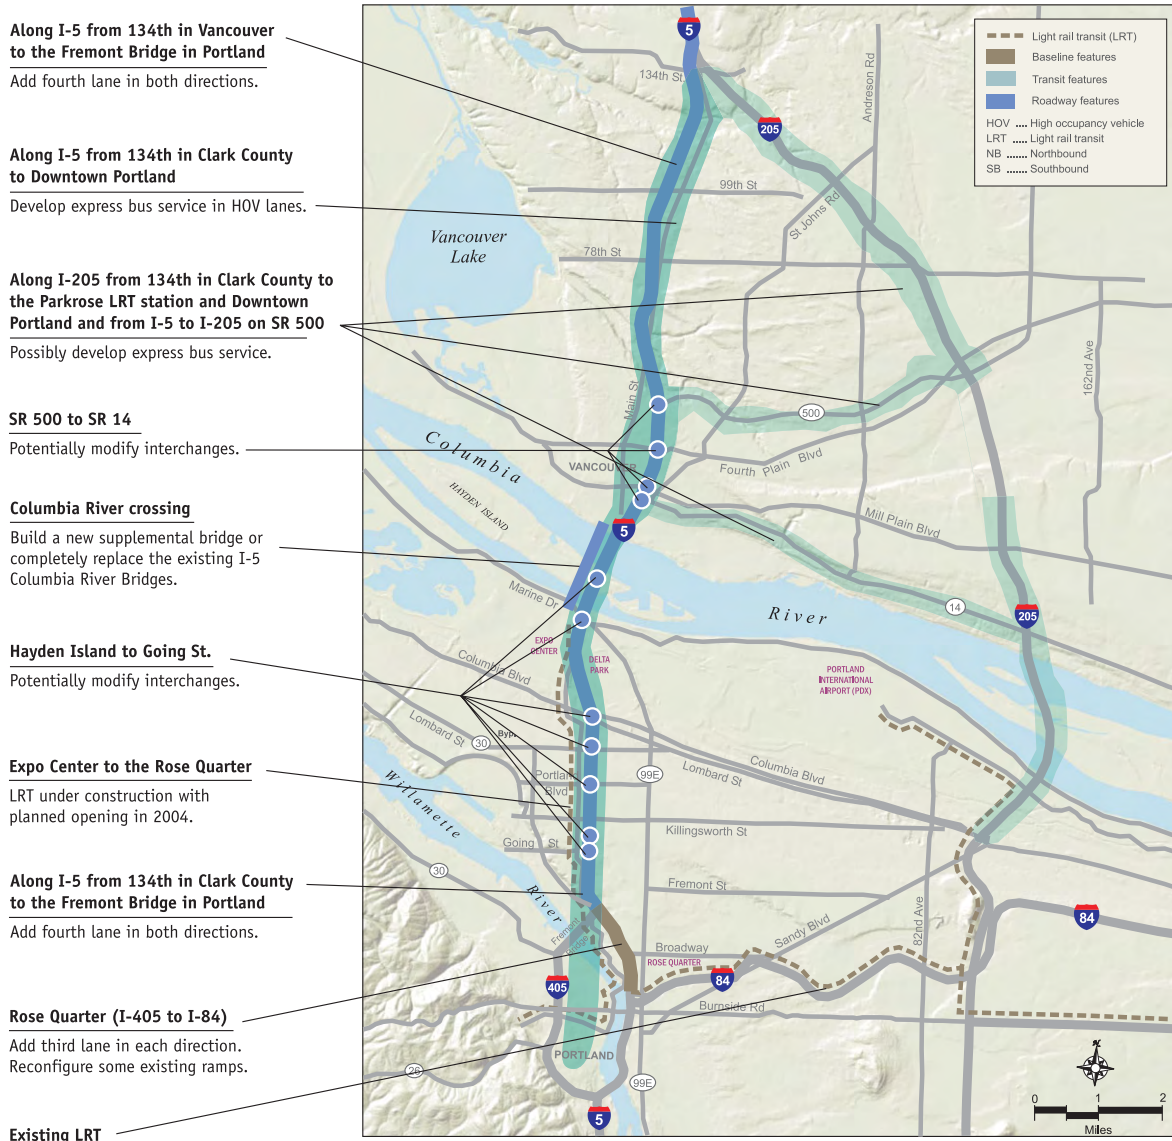 Along I-5 from 134th in Vancouver
to the Fremont Bridge in Portland
Add fourth lane in both directions.
Along I-5 from 134th in Clark County
to Downtown Portland
Develop express bus service in HOV lanes.
Along I-205 from 134th in Clark County to
the Parkrose LRT station and Downtown
Portland and from I-5 to I-205 on SR 500
Possibly develop express bus service.
SR 500 to SR 14
Potentially modify interchanges.
Columbia River crossing
Build a new supplemental bridge or
completely replace the existing I-5
Columbia River Bridges.
Hayden Island to Going St.
Potentially modify interchanges.
Expo Center to the Rose Quarter
LRT under construction with
planned opening in 2004.
Along I-5 from 134th in Clark County
to the Fremont Bridge in Portland
Add fourth lane in both directions.
Rose Quarter (I-405 to I-84)
Add third lane in each direction.
Reconfigure some existing ramps.
Existing LRT
Light rail transit (LRT)
Baseline features
Transit features
Roadway features
HOV .... High occupancy vehicle
LRT ..... Light rail transit
NB ....... Northbound
SB ....... Southbound
5
134th St.
205
Andreson Rd
99th St
St Johns Rd
Vancouver
Lake
78th St
162nd Ave
Main St
500
Columbia
VANCOUVER
Fourth Plain Blvd
HAYDEN ISLAND
5
Mill Plain Blvd
Marine Dr
River
14
205
EXPO
CENTER
DELTA
PARK
PORTLAND
INTERNATIONAL
AIRPORT (PDX)
Columbia Blvd
Lombard St
30
Byp
99E
Lombard St
Columbia Blvd
Portland
Blvd
Willamette
River
Killingsworth St
Going St
30
Fremont St
82nd Ave
Sandy Blvd
84
Fremont
Bridge
Broadway
ROSE QUARTER
84
405
Burnside Rd
PORTLAND
26
99E
5
N
0 1 2
Miles